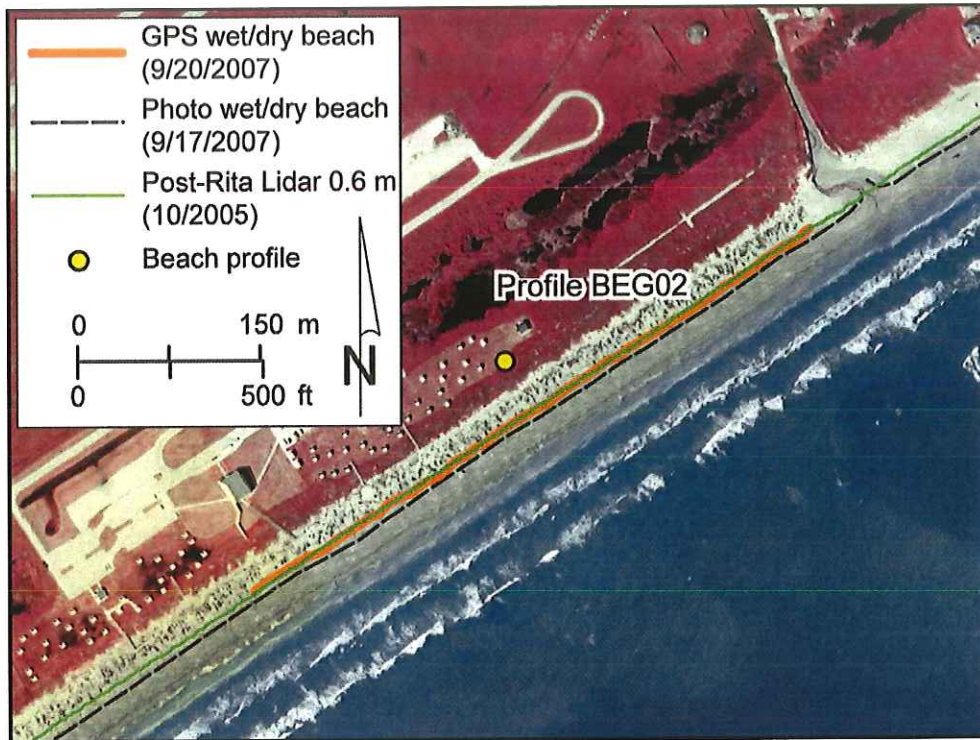 GPS wet/dry beach
(9/20/2007)
Photo wet/dry beach
(9/17/2007)
Post-Rita Lidar 0.6 m
(10/2005)
Beach profile
0 150 m
0 500 ft
N
Profile BEG02